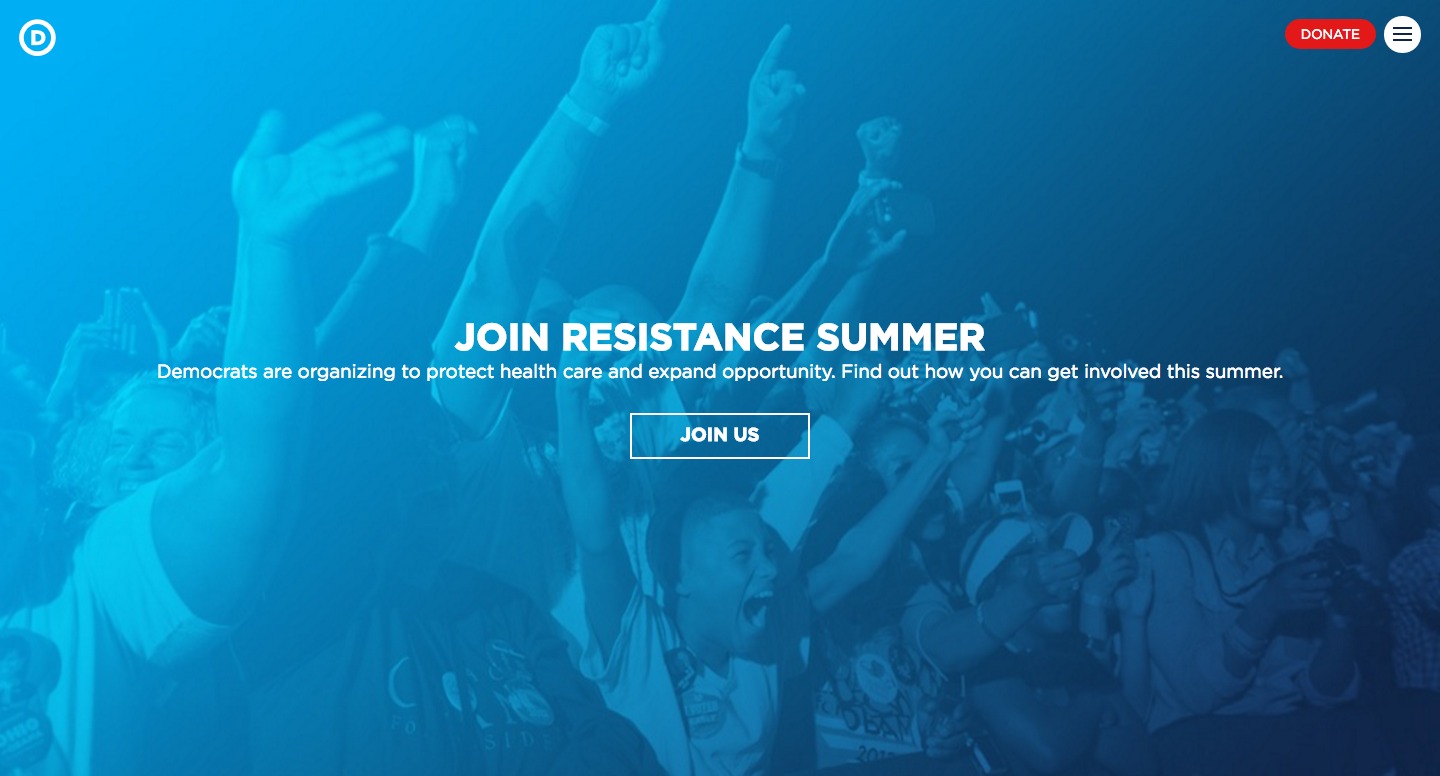 D
DONATE
JOIN RESISTANCE SUMMER
Democrats are organizing to protect health care and expand opportunity. Find out how you can get involved this summer.
JOIN US
SIDE